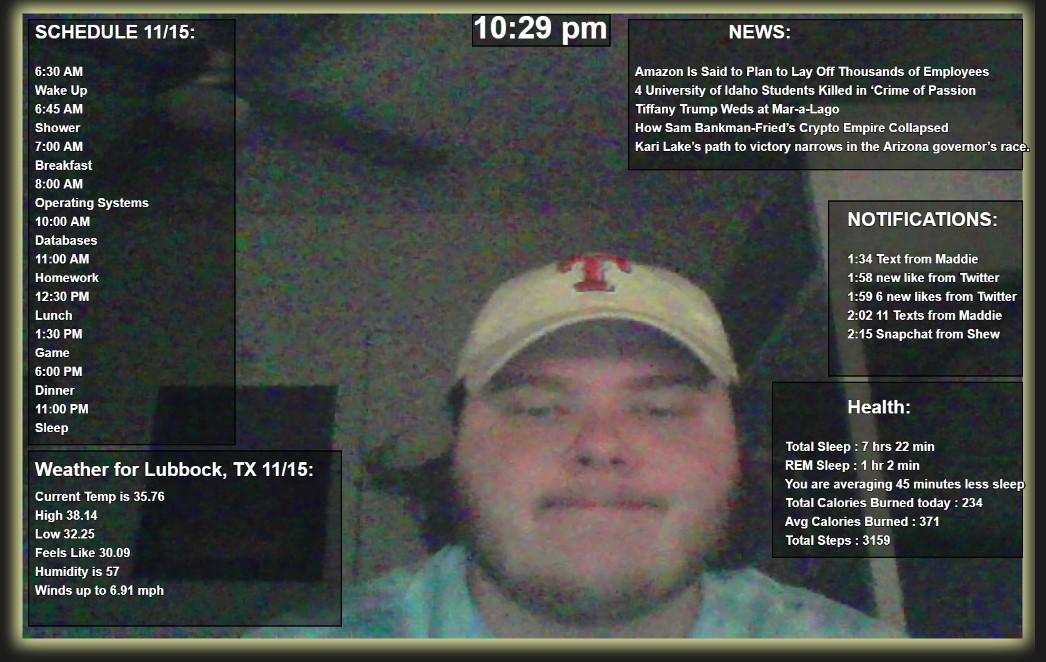 SCHEDULE 11/15:
6:30 AM
Wake Up
6:45 AM
Shower
7:00 AM
Breakfast
8:00 AM
Operating Systems
10:00 AM
Databases
11:00 AM
Homework
12:30 PM
Lunch
1:30 PM
Game
6:00 PM
Dinner
11:00 PM
Sleep
Weather for Lubbock, TX 11/15:
Current Temp is 35.76
High 38.14
Low 32.25
Feels Like 30.09
Humidity is 57
Winds up to 6.91 mph
10:29 pm
T
NEWS:
Amazon Is Said to Plan to Lay Off Thousands of Employees
4 University of Idaho Students Killed in ‘Crime of Passion
Tiffany Trump Weds at Mar-a-Lago
How Sam Bankman-Fried’s Crypto Empire Collapsed
Kari Lake’s path to victory narrows in the Arizona governor’s race.
NOTIFICATIONS:
1:34 Text from Maddie
1:58 new like from Twitter
1:59 6 new likes from Twitter
2:02 11 Texts from Maddie
2:15 Snapchat from Shew
Health:
Total Sleep : 7 hrs 22 min
REM Sleep : 1 hr 2 min
You are averaging 45 minutes less sleep
Total Calories Burned today : 234
Avg Calories Burned : 371
Total Steps : 3159